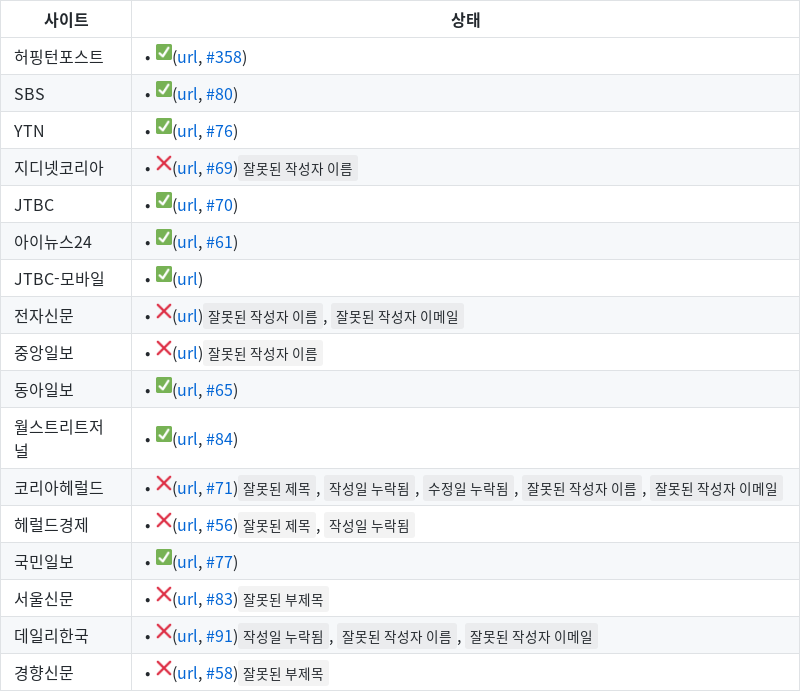 사이트 상태
허핑턴포스트 • ✅(url, #358)
SBS • ✅(url, #80)
YTN • ✅(url, #76)
지디넷코리아 • ❌(url, #69) 잘못된 작성자 이름
JTBC • ✅(url, #70)
아이뉴스24 • ✅(url, #61)
JTBC-모바일 • ✅(url)
전자신문 • ❌(url) 잘못된 작성자 이름 , 잘못된 작성자 이메일
중앙일보 • ❌(url) 잘못된 작성자 이름
동아일보 • ✅(url, #65)
월스트리트저
널 • ✅(url, #84)
코리아헤럴드 • ❌(url, #71) 잘못된 제목 , 작성일 누락됨 , 수정일 누락됨 , 잘못된 작성자 이름 , 잘못된 작성자 이메일
헤럴드경제 • ❌(url, #56) 잘못된 제목 , 작성일 누락됨
국민일보 • ✅(url, #77)
서울신문 • ❌(url, #83) 잘못된 부제목
데일리한국 • ❌(url, #91) 작성일 누락됨 , 잘못된 작성자 이름 , 잘못된 작성자 이메일
경향신문 • ❌(url, #58) 잘못된 부제목